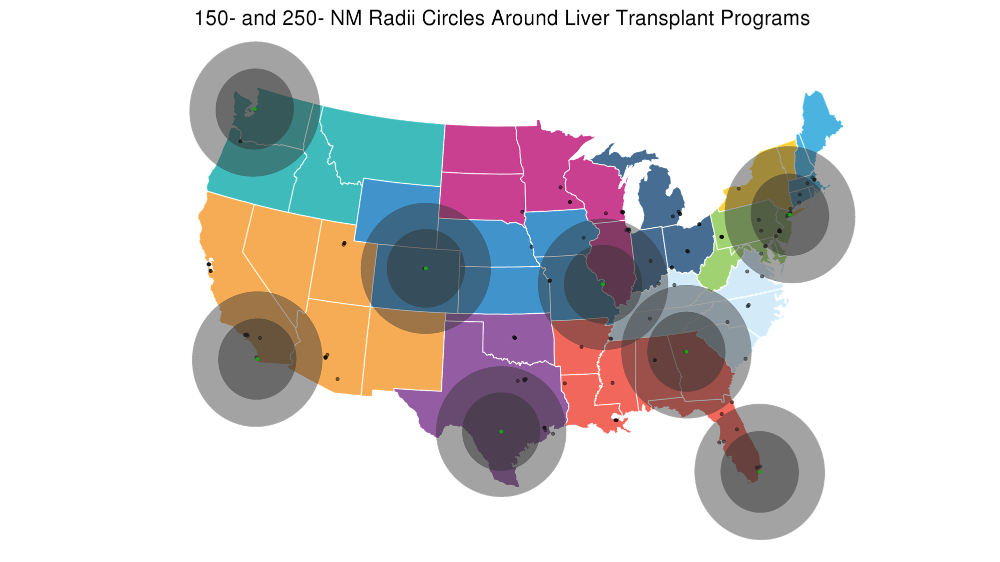 150- and 250- NM Radii Circles Around Liver Transplant Programs